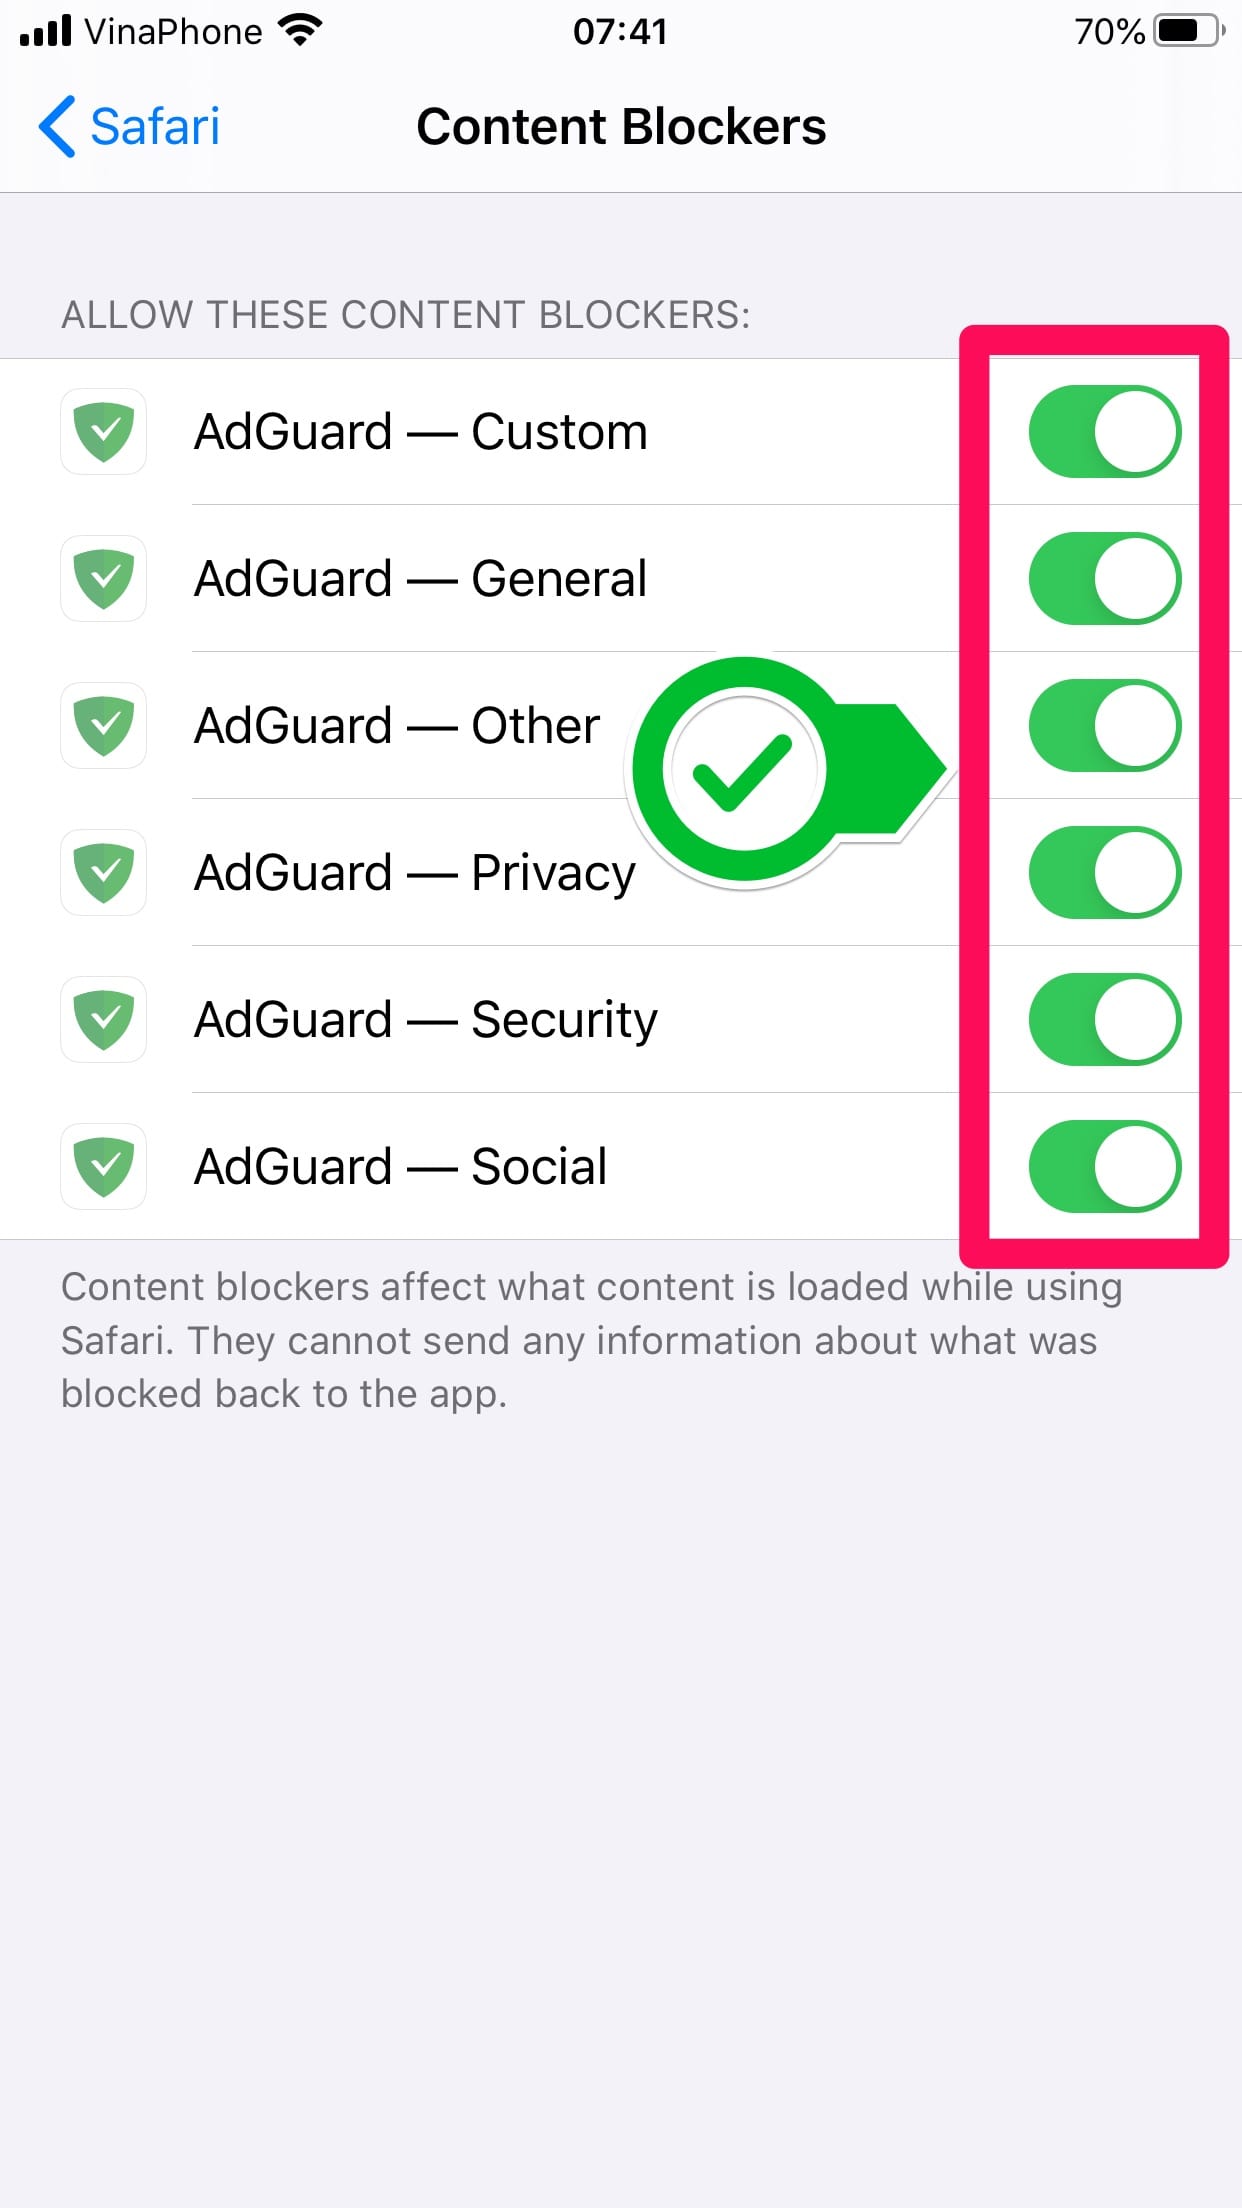 VinaPhone 07:41 70%
Safari Content Blockers
ALLOW THESE CONTENT BLOCKERS:
AdGuard — Custom
AdGuard — General
AdGuard — Other
AdGuard — Privacy
AdGuard — Security
AdGuard — Social
Content blockers affect what content is loaded while using
Safari. They cannot send any information about what was
blocked back to the app.